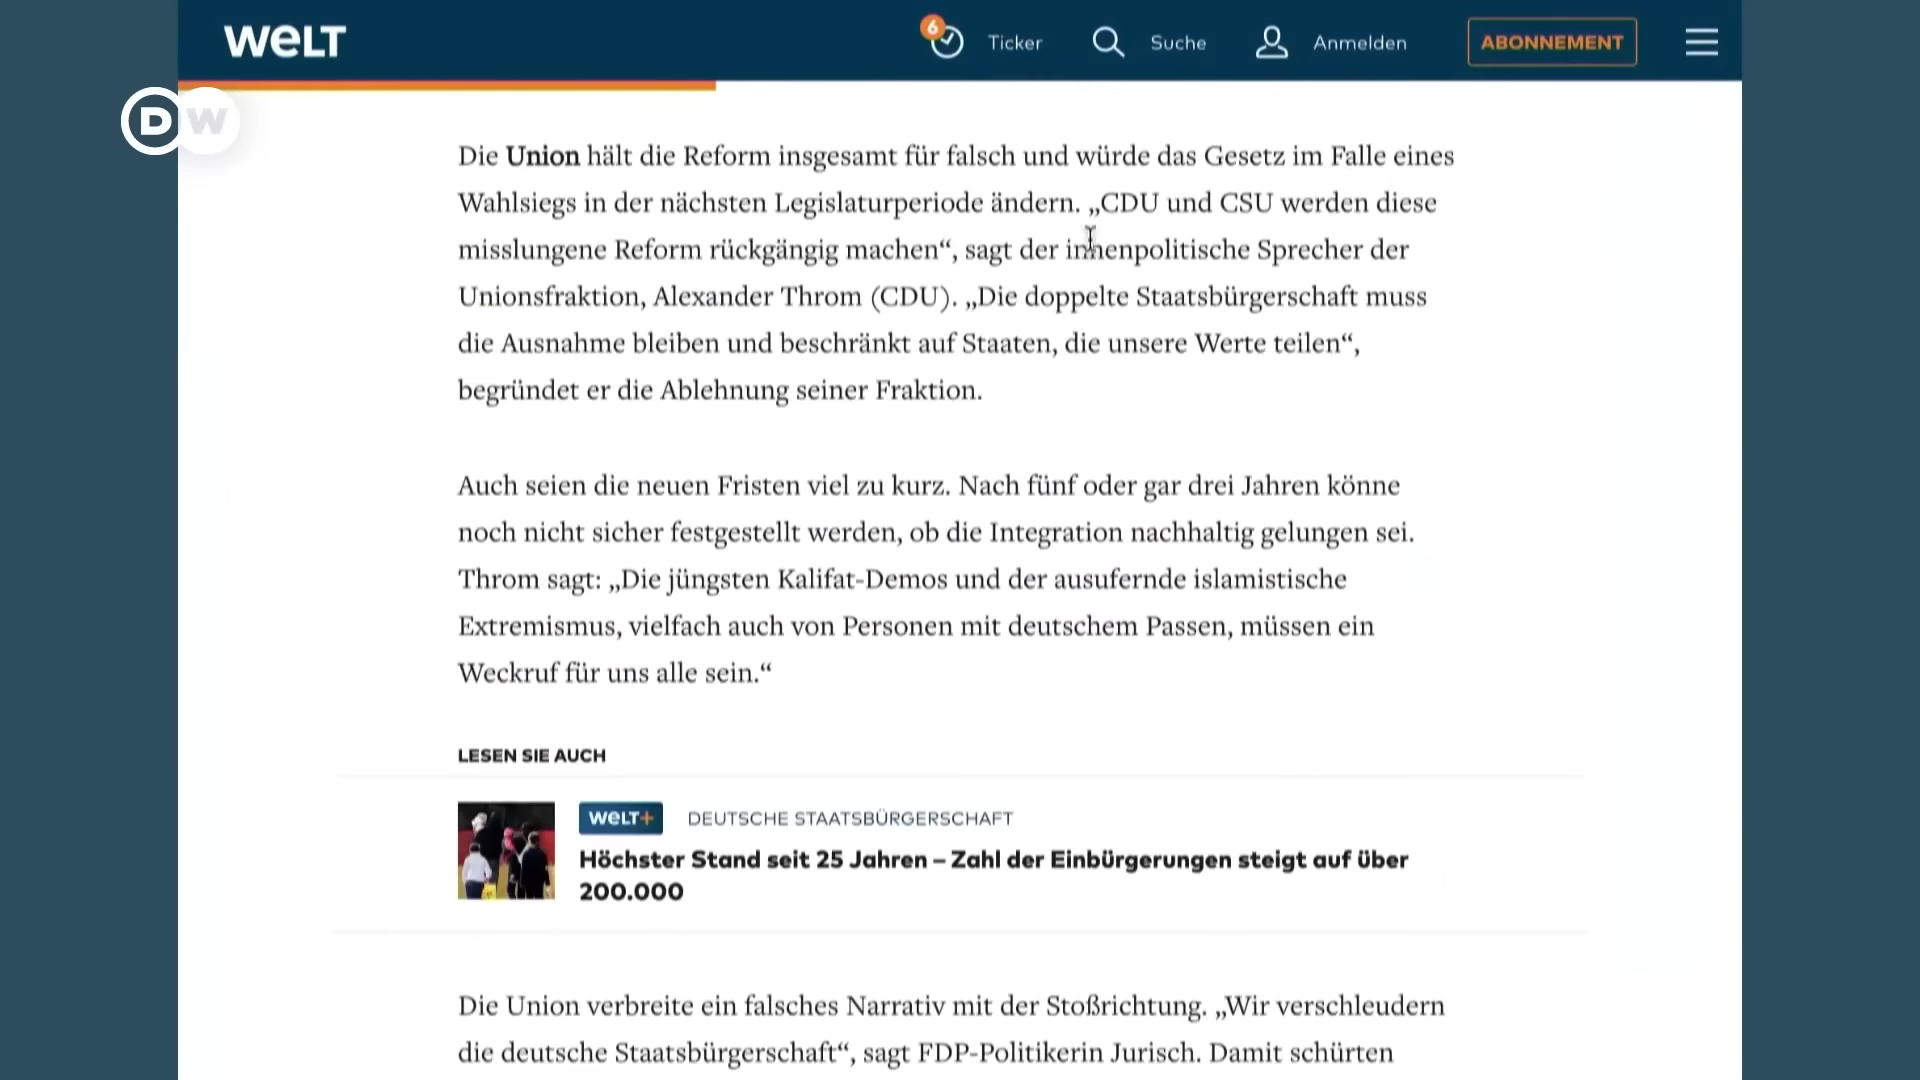 WELT
6
Ticker
Suche
Anmelden
ABONNEMENT
DW
Die Union hält die Reform insgesamt für falsch und würde das Gesetz im Falle eines
Wahlsiegs in der nächsten Legislaturperiode ändern. „CDU und CSU werden diese
misslungene Reform rückgängig machen“, sagt der innenpolitische Sprecher der
Unionsfraktion, Alexander Throm (CDU). „Die doppelte Staatsbürgerschaft muss
die Ausnahme bleiben und beschränkt auf Staaten, die unsere Werte teilen“,
begründet er die Ablehnung seiner Fraktion.
Auch seien die neuen Fristen viel zu kurz. Nach fünf oder gar drei Jahren könne
noch nicht sicher festgestellt werden, ob die Integration nachhaltig gelungen sei.
Throm sagt: „Die jüngsten Kalifat-Demos und der ausufernde islamistische
Extremismus, vielfach auch von Personen mit deutschem Passen, müssen ein
Weckruf für uns alle sein.“
LESEN SIE AUCH
WELT+ DEUTSCHE STAATSBÜRGERSCHAFT
Höchster Stand seit 25 Jahren – Zahl der Einbürgerungen steigt auf über
200.000
Die Union verbreite ein falsches Narrativ mit der Stoßrichtung. „Wir verschleudern
die deutsche Staatsbürgerschaft“, sagt FDP-Politikerin Jurisch. Damit schürten